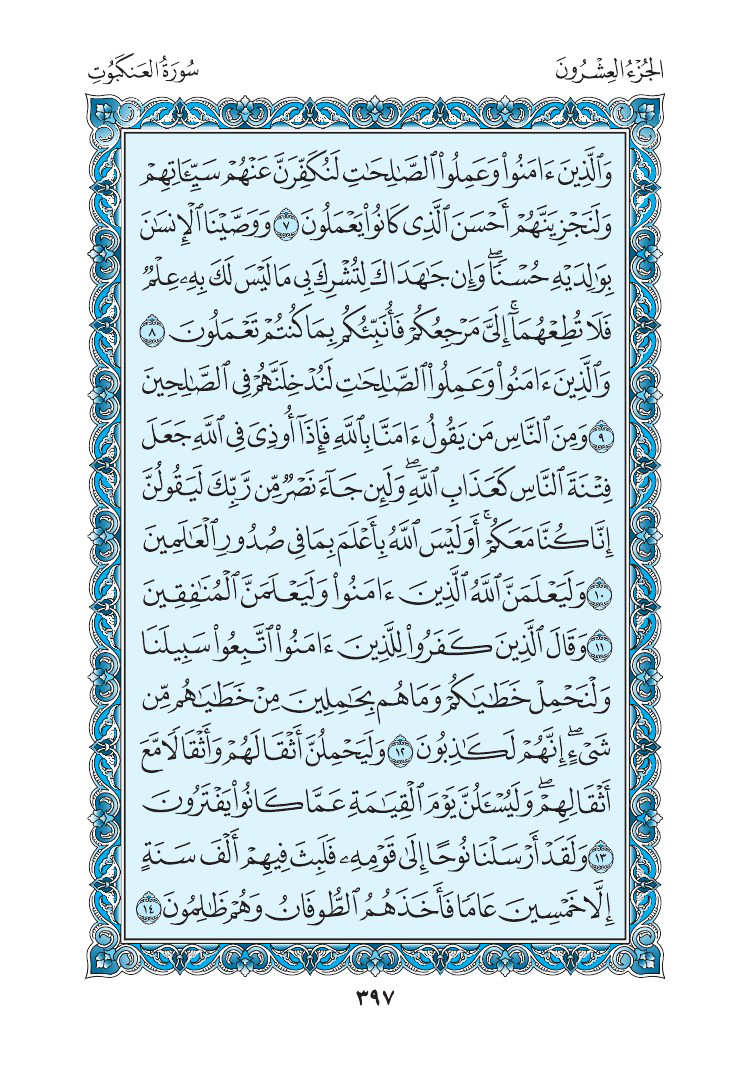 الجُزْءُ العِشْرُونَ
سُورَةُ العَنكَبُوتِ
وَٱلَّذِينَ ءَامَنُوا۟ وَعَمِلُوا۟ ٱلصَّـٰلِحَـٰتِ لَنُكَفِّرَنَّ عَنْهُمْ سَيِّـَٔاتِهِمْ
وَلَنَجْزِيَنَّهُمْ أَحْسَنَ ٱلَّذِى كَانُوا۟ يَعْمَلُونَ ٧ وَوَصَّيْنَا ٱلْإِنسَـٰنَ
بِوَٰلِدَيْهِ حُسْنًاۖ وَإِن جَـٰهَدَاكَ لِتُشْرِكَ بِى مَا لَيْسَ لَكَ بِهِۦ عِلْمٌ
فَلَا تُطِعْهُمَآۚ إِلَىَّ مَرْجِعُكُمْ فَأُنَبِّئُكُم بِمَا كُنتُمْ تَعْمَلُونَ ٨
وَٱلَّذِينَ ءَامَنُوا۟ وَعَمِلُوا۟ ٱلصَّـٰلِحَـٰتِ لَنُدْخِلَنَّهُمْ فِى ٱلصَّـٰلِحِينَ
٩ وَمِنَ ٱلنَّاسِ مَن يَقُولُ ءَامَنَّا بِٱللَّهِ فَإِذَآ أُوذِىَ فِى ٱللَّهِ جَعَلَ
فِتْنَةَ ٱلنَّاسِ كَعَذَابِ ٱللَّهِۖ وَلَئِن جَآءَ نَصْرٌ مِّن رَّبِّكَ لَيَقُولُنَّ
إِنَّا كُنَّا مَعَكُمْۚ أَوَلَيْسَ ٱللَّهُ بِأَعْلَمَ بِمَا فِى صُدُورِ ٱلْعَـٰلَمِينَ
١٠ وَلَيَعْلَمَنَّ ٱللَّهُ ٱلَّذِينَ ءَامَنُوا۟ وَلَيَعْلَمَنَّ ٱلْمُنَـٰفِقِينَ
١١ وَقَالَ ٱلَّذِينَ كَفَرُوا۟ لِلَّذِينَ ءَامَنُوا۟ ٱتَّبِعُوا۟ سَبِيلَنَا
وَلْنَحْمِلْ خَطَـٰيَـٰكُمْ وَمَا هُم بِحَـٰمِلِينَ مِنْ خَطَـٰيَـٰهُم مِّن
شَىْءٍۖ إِنَّهُمْ لَكَـٰذِبُونَ ١٢ وَلَيَحْمِلُنَّ أَثْقَالَهُمْ وَأَثْقَالًا مَّعَ
أَثْقَالِهِمْۖ وَلَيُسْـَٔلُنَّ يَوْمَ ٱلْقِيَـٰمَةِ عَمَّا كَانُوا۟ يَفْتَرُونَ
١٣ وَلَقَدْ أَرْسَلْنَا نُوحًا إِلَىٰ قَوْمِهِۦ فَلَبِثَ فِيهِمْ أَلْفَ سَنَةٍ
إِلَّا خَمْسِينَ عَامًا فَأَخَذَهُمُ ٱلطُّوفَانُ وَهُمْ ظَـٰلِمُونَ ١٤
٣٩٧